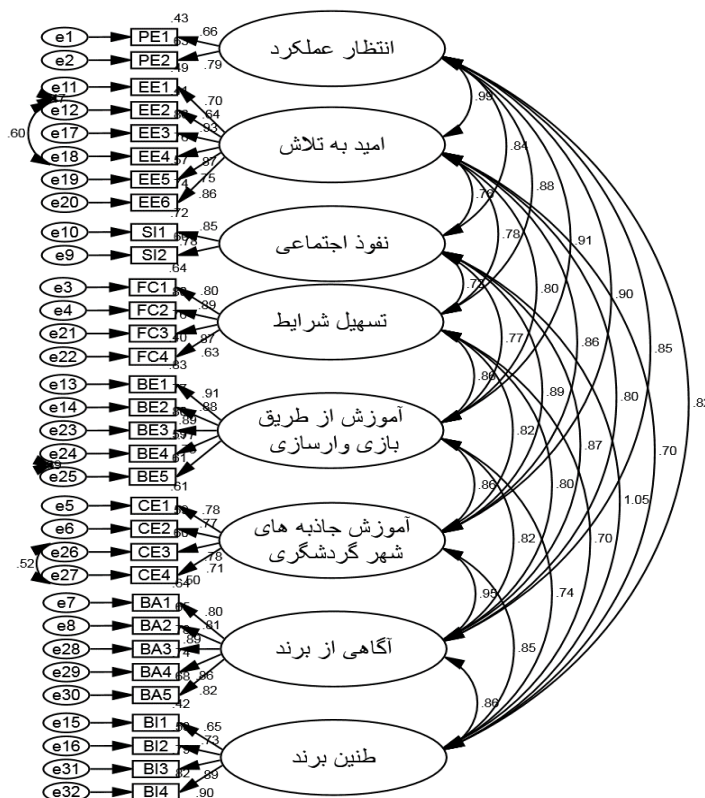 انتظار عملکرد
امید به تلاش
نفوذ اجتماعی
تسهیل شرایط
آموزش از طریق
بازی وارسازی
آموزش جاذبه های
شهر گردشگری
آگاهی از برند
طنین برند
e1 PE1 .66 .43
e2 PE2 .79
e11 EE1 .70
e12 EE2 .64
e17 EE3 .93
e18 EE4 .87
e19 EE5 .75
e20 EE6 .86
.60
.72
e10 SI1 .85
e9 SI2 .78
.64
e3 FC1 .80
e4 FC2 .89
e21 FC3 .87
e22 FC4 .63
.83
e13 BE1 .91
e14 BE2 .88
e23 BE3 .89
e24 BE4
e25 BE5
.61
.61
e5 CE1 .78
e6 CE2 .77
e26 CE3 .78
e27 CE4 .71
.52
.50
e7 BA1 .80
e8 BA2 .81
e28 BA3 .89
e29 BA4 .86
e30 BA5 .82
.68
.42
e15 BI1 .65
e16 BI2 .73
e31 BI3 .89
e32 BI4 .90
.82
.99
.84
.88
.91
.90
.85
.76
.78
.80
.86
.80
.70
.77
.89
.87
1.05
.86
.82
.80
.70
.86
.82
.74
.95
.85
.86